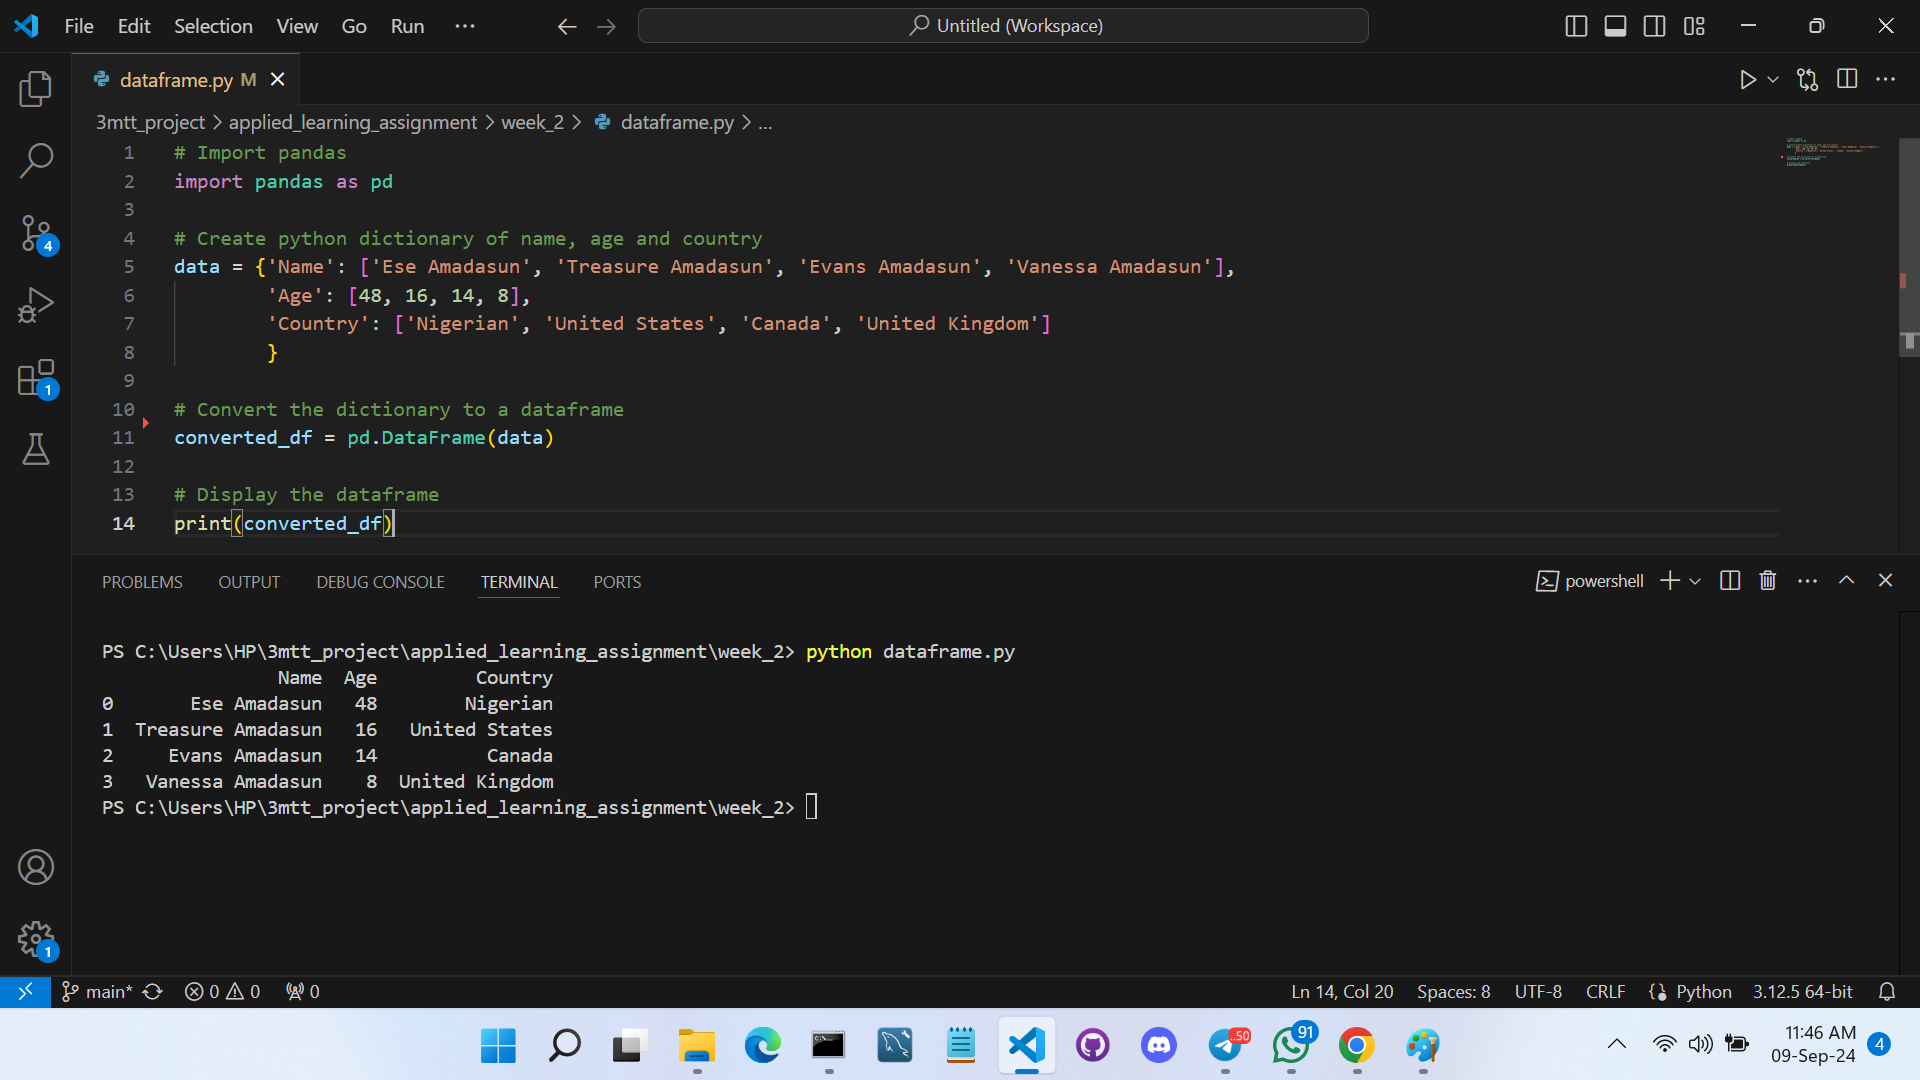 File Edit Selection View Go Run ··· Untitled (Workspace)
dataframe.py M
3mtt_project > applied_learning_assignment > week_2 > dataframe.py > ...
1 # Import pandas
2 import pandas as pd
3
4 # Create python dictionary of name, age and country
5 data = {'Name': ['Ese Amadasun', 'Treasure Amadasun', 'Evans Amadasun', 'Vanessa Amadasun'],
6 'Age': [48, 16, 14, 8],
7 'Country': ['Nigerian', 'United States', 'Canada', 'United Kingdom']
8 }
9
10 # Convert the dictionary to a dataframe
11 converted_df = pd.DataFrame(data)
12
13 # Display the dataframe
14 print(converted_df)
4
1
1
PROBLEMS OUTPUT DEBUG CONSOLE TERMINAL PORTS powershell
PS C:\Users\HP\3mtt_project\applied_learning_assignment\week_2> python dataframe.py
Name Age Country
0 Ese Amadasun 48 Nigerian
1 Treasure Amadasun 16 United States
2 Evans Amadasun 14 Canada
3 Vanessa Amadasun 8 United Kingdom
PS C:\Users\HP\3mtt_project\applied_learning_assignment\week_2>
main* 0 0 0 Ln 14, Col 20 Spaces: 8 UTF-8 CRLF Python 3.12.5 64-bit
..50 91 11:46 AM
09-Sep-24 4